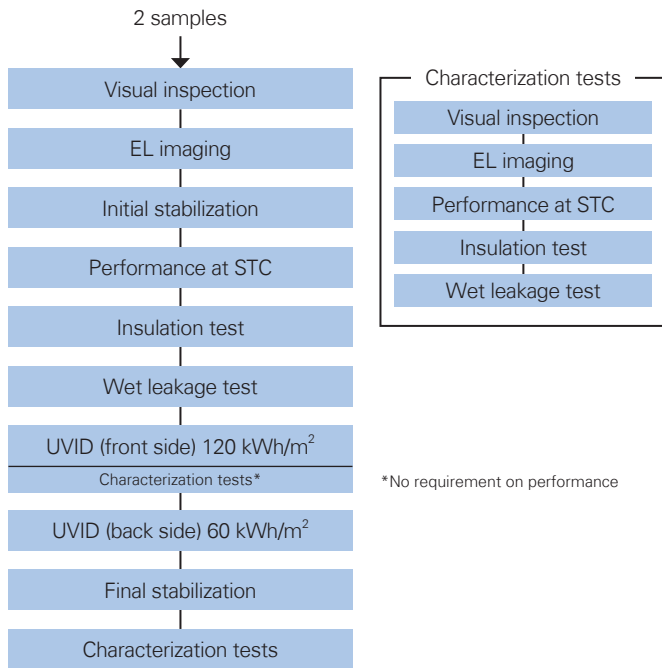 2 samples
Visual inspection
EL imaging
Initial stabilization
Performance at STC
Insulation test
Wet leakage test
UVID (front side) 120 kWh/m²
Characterization tests*
UVID (back side) 60 kWh/m²
Final stabilization
Characterization tests
Characterization tests
Visual inspection
EL imaging
Performance at STC
Insulation test
Wet leakage test
*No requirement on performance